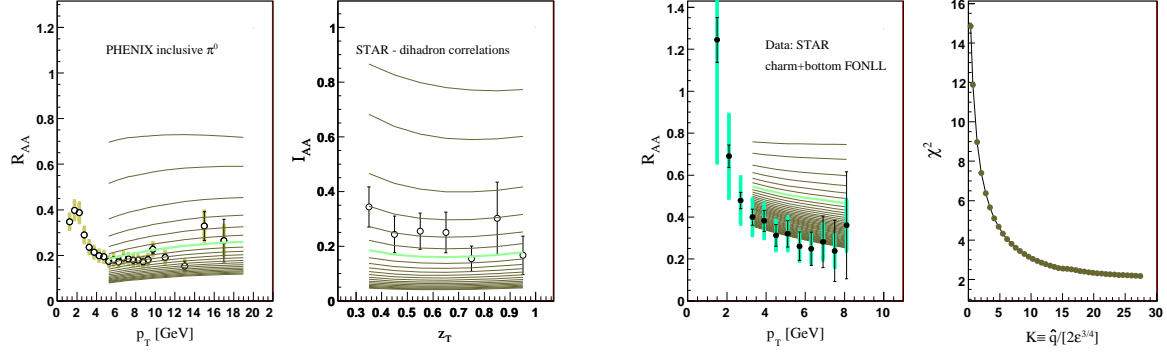 PHENIX inclusive π⁰
R_AA
0 0.2 0.4 0.6 0.8 1 1.2
0 2 4 6 8 10 12 14 16 18 20 2
p_T [GeV]
STAR - dihadron correlations
I_AA
0 0.2 0.4 0.6 0.8 1 1.2
0.3 0.4 0.5 0.6 0.7 0.8 0.9 1
z_T
Data: STAR
charm+bottom FONLL
R_AA
0 0.2 0.4 0.6 0.8 1 1.2 1.4
0 2 4 6 8 10
p_T [GeV]
χ²
2 4 6 8 10 12 14 16
0 5 10 15 20 25 30
K≡ q̂/[2ε^{3/4}]